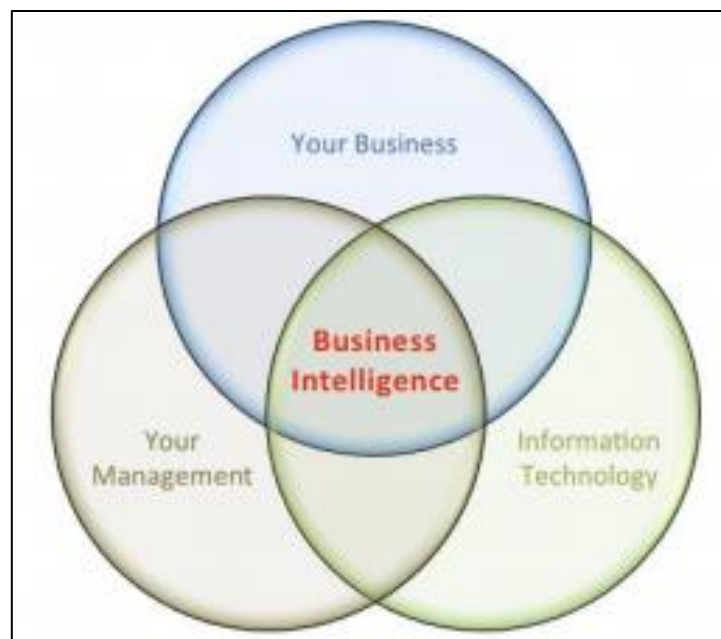 Your Business
Business
Intelligence
Your
Management
Information
Technology